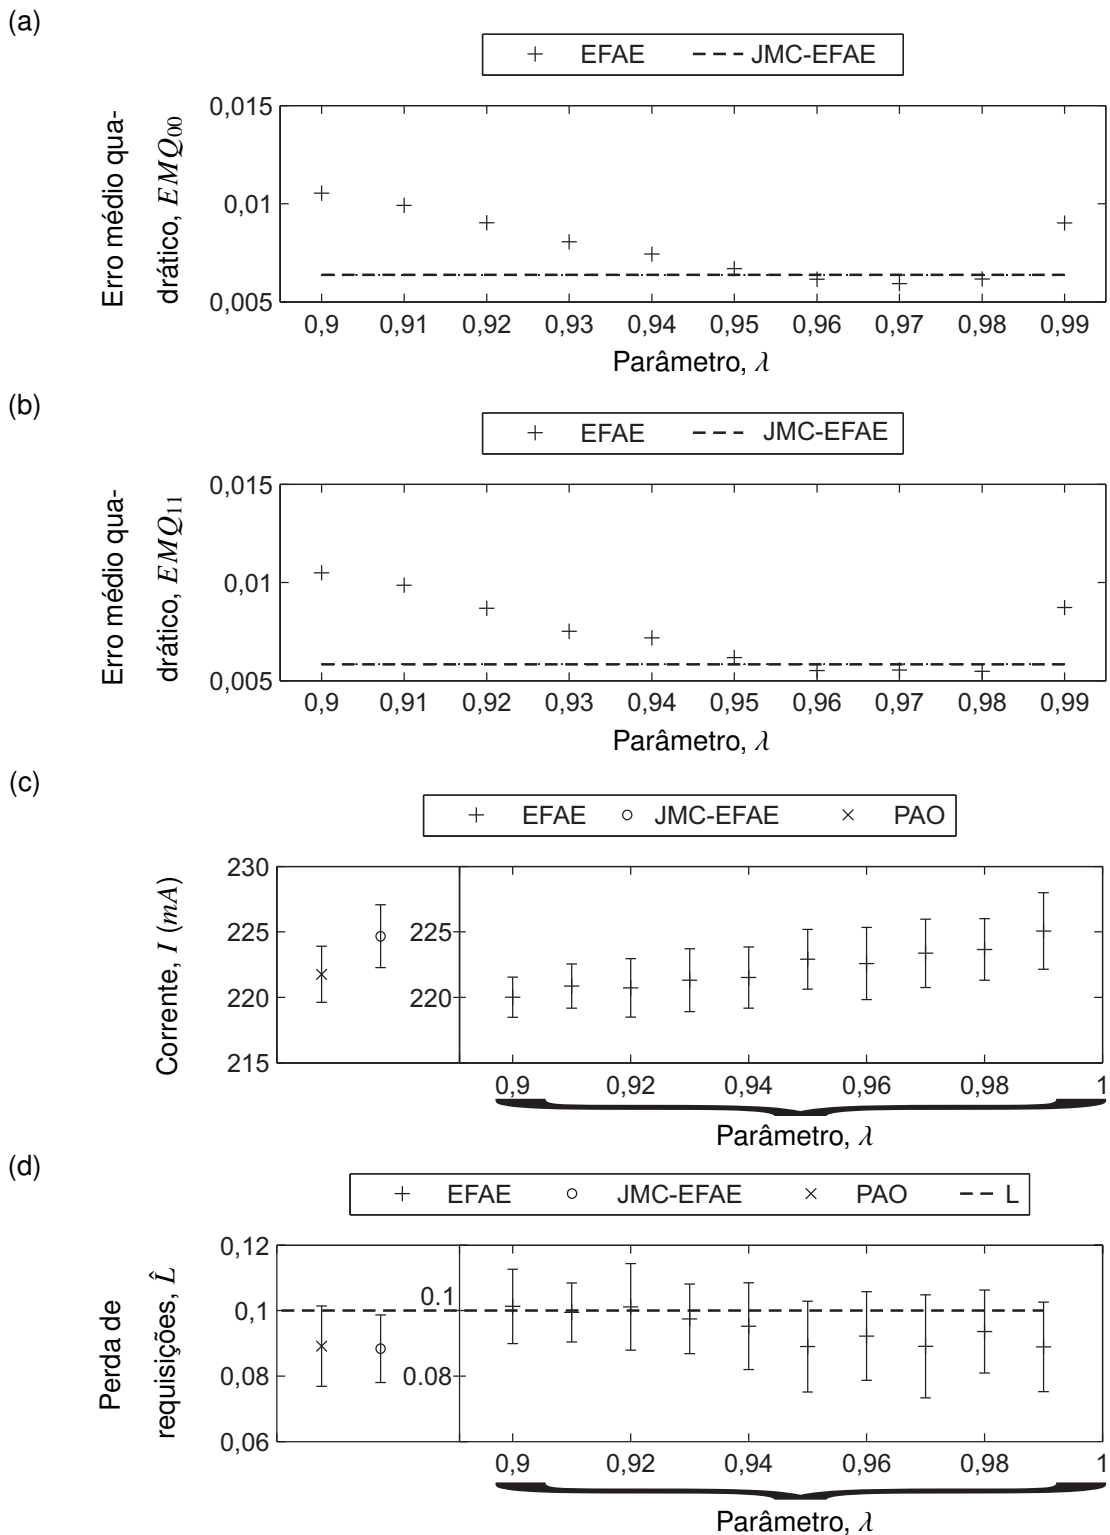 (a)
EFAE JMC-EFAE
Erro médio qua-
drático, EMQ00
0,015
0,01
0,005
0,9 0,91 0,92 0,93 0,94 0,95 0,96 0,97 0,98 0,99
Parâmetro, λ
(b)
EFAE JMC-EFAE
Erro médio qua-
drático, EMQ11
0,015
0,01
0,005
0,9 0,91 0,92 0,93 0,94 0,95 0,96 0,97 0,98 0,99
Parâmetro, λ
(c)
EFAE JMC-EFAE PAO
Corrente, I (mA)
230
225 225
220 220
215
0,9 0,92 0,94 0,96 0,98 1
Parâmetro, λ
(d)
EFAE JMC-EFAE PAO L
Perda de
requisições, L̂
0,12
0,1 0.1
0,08 0.08
0,06
0,9 0,92 0,94 0,96 0,98 1
Parâmetro, λ